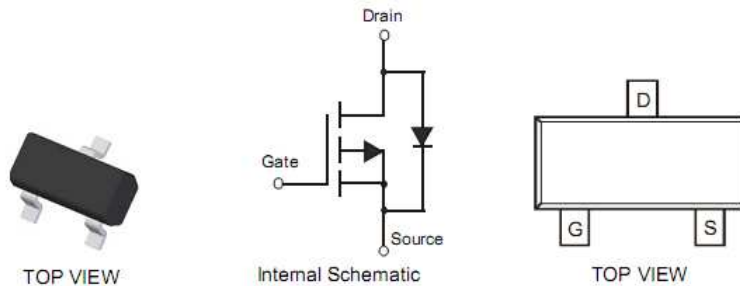 Drain
Gate
Source
D
G
S
TOP VIEW
Internal Schematic
TOP VIEW